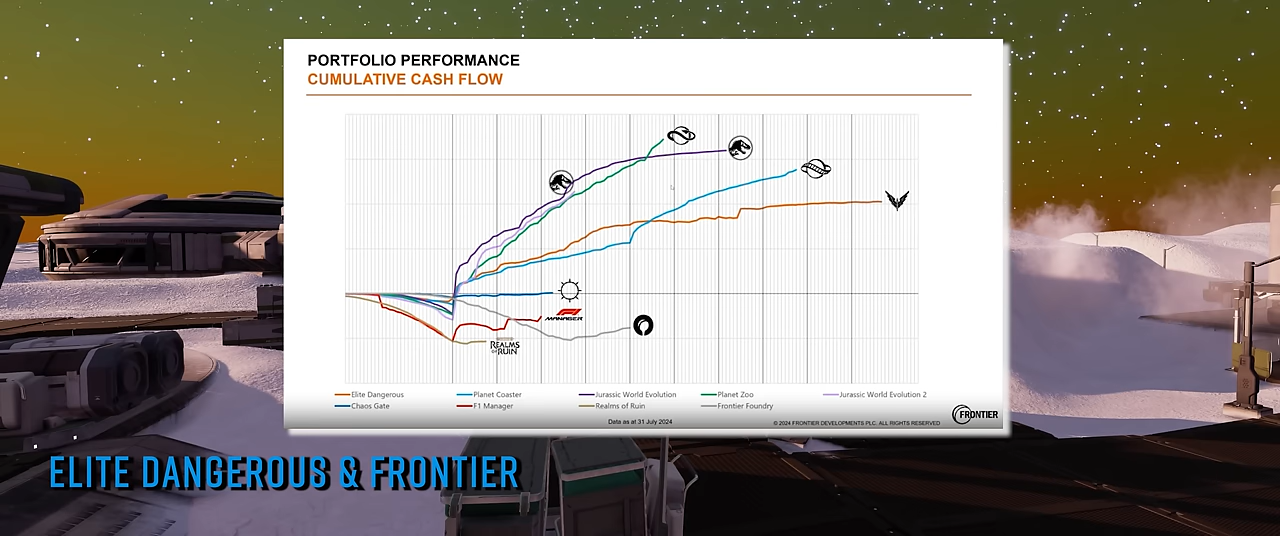 PORTFOLIO PERFORMANCE
CUMULATIVE CASH FLOW
F1
MANAGER
REALMS
OF RUIN
Elite Dangerous Planet Coaster Jurassic World Evolution Planet Zoo Jurassic World Evolution 2
Chaos Gate F1 Manager Realms of Ruin Frontier Foundry
FRONTIER
Data as at 31 July 2024
© 2024 FRONTIER DEVELOPMENTS PLC. ALL RIGHTS RESERVED
ELITE DANGEROUS & FRONTIER